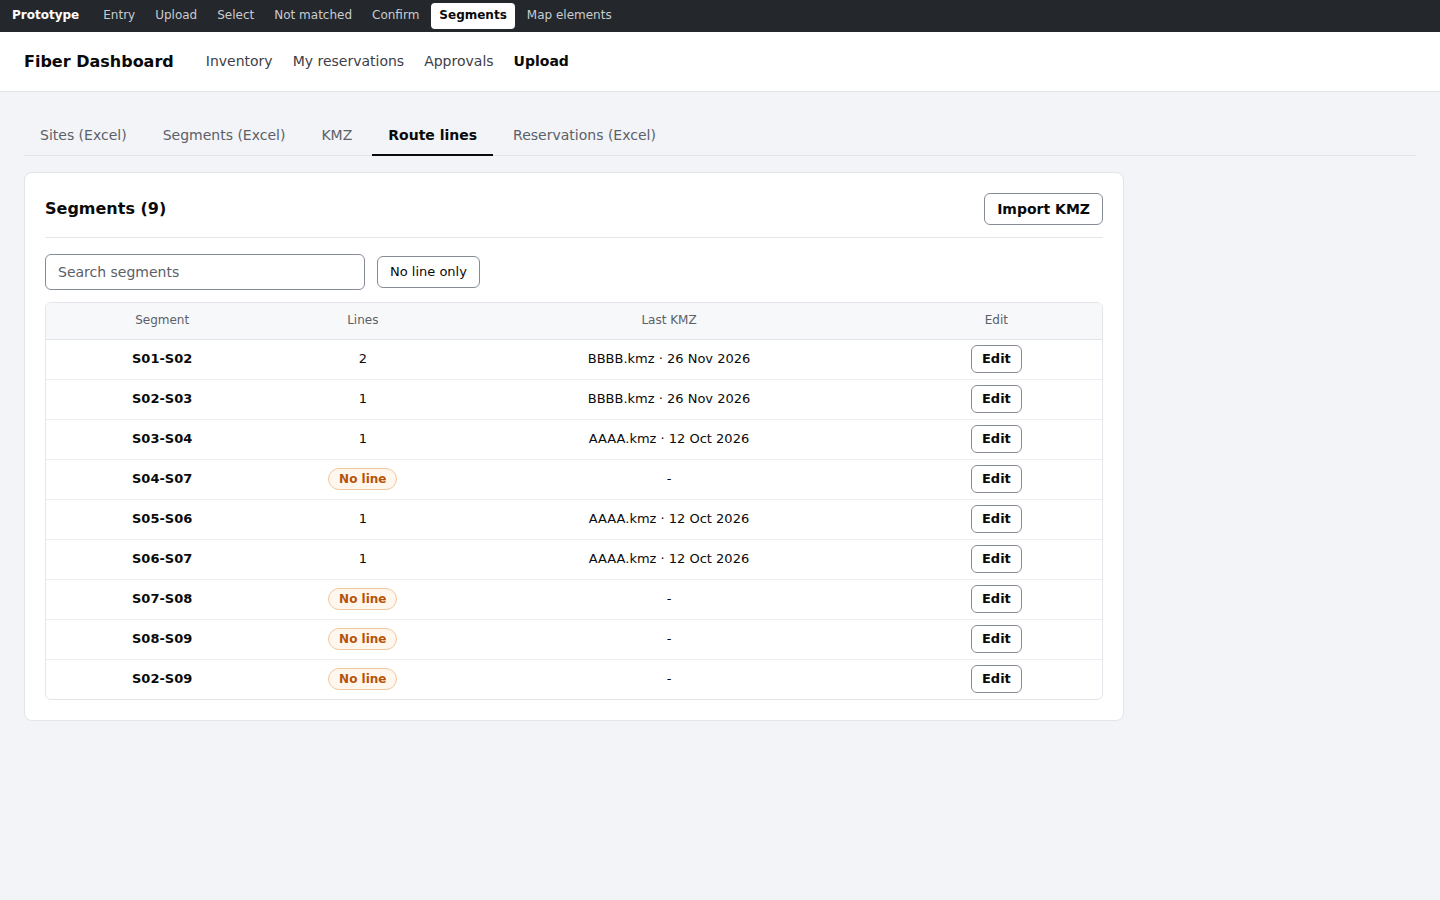 Prototype Entry Upload Select Not matched Confirm Segments Map elements
Fiber Dashboard Inventory My reservations Approvals Upload
Sites (Excel) Segments (Excel) KMZ Route lines Reservations (Excel)
Segments (9) Import KMZ
Search segments No line only
Segment Lines Last KMZ Edit
S01-S02 2 BBBB.kmz · 26 Nov 2026 Edit
S02-S03 1 BBBB.kmz · 26 Nov 2026 Edit
S03-S04 1 AAAA.kmz · 12 Oct 2026 Edit
S04-S07 No line - Edit
S05-S06 1 AAAA.kmz · 12 Oct 2026 Edit
S06-S07 1 AAAA.kmz · 12 Oct 2026 Edit
S07-S08 No line - Edit
S08-S09 No line - Edit
S02-S09 No line - Edit